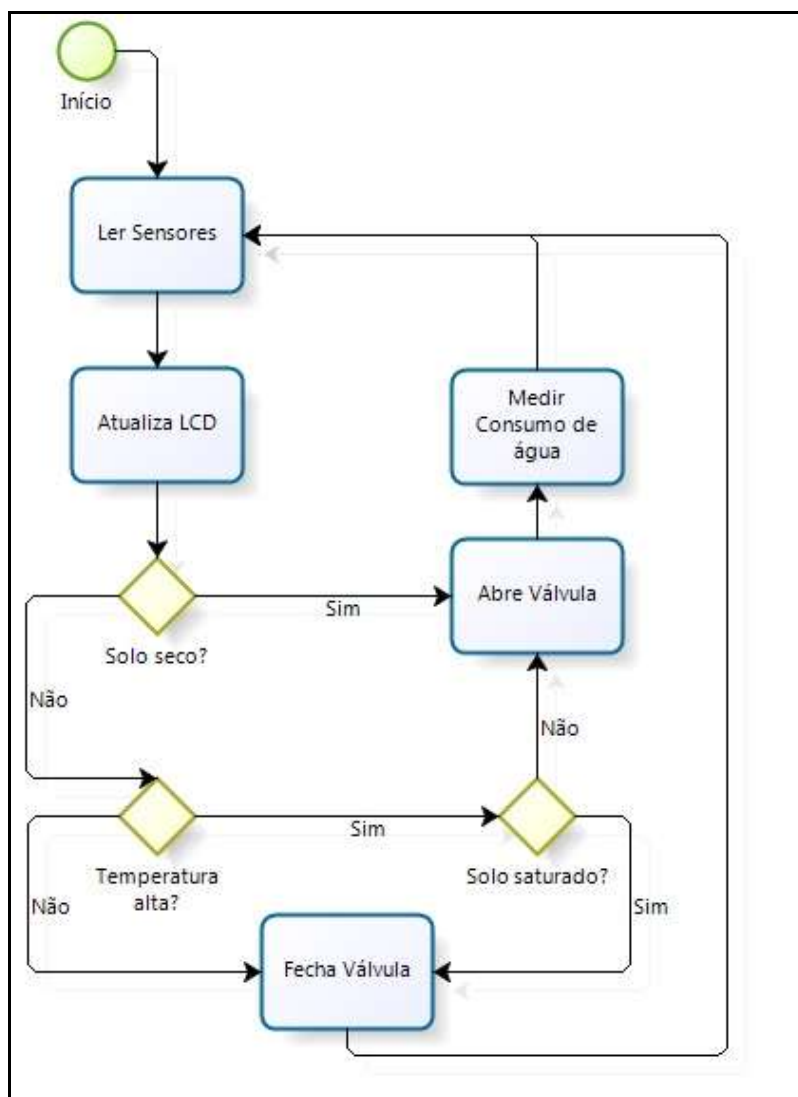 Início
Ler Sensores
Atualiza LCD
Medir
Consumo de
água
Abre Válvula
Sim
Solo seco?
Não
Não
Sim
Temperatura
alta?
Solo saturado?
Não
Sim
Fecha Válvula